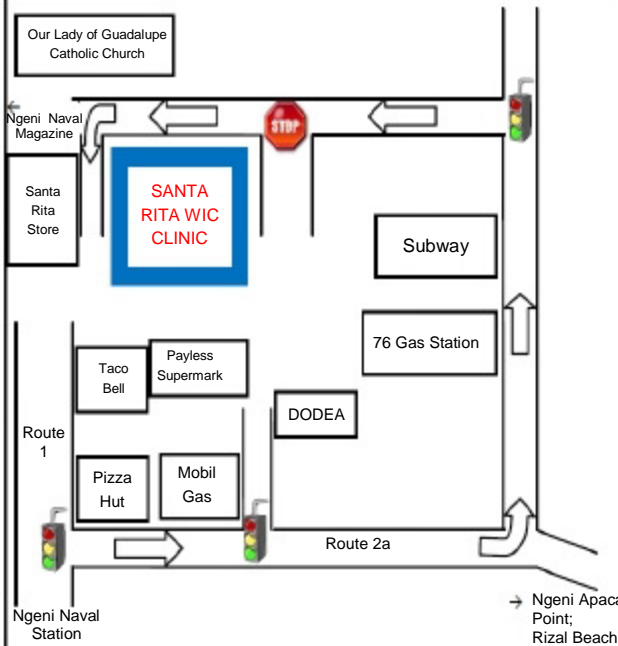 Our Lady of Guadalupe
Catholic Church
Ngeni Naval
Magazine
STOP
Santa
Rita
Store
SANTA
RITA WIC
CLINIC
Subway
76 Gas Station
Taco
Bell
Payless
Supermark
DODEA
Route
1
Pizza
Hut
Mobil
Gas
Route 2a
Ngeni Naval
Station
Ngeni Apaca
Point;
Rizal Beach